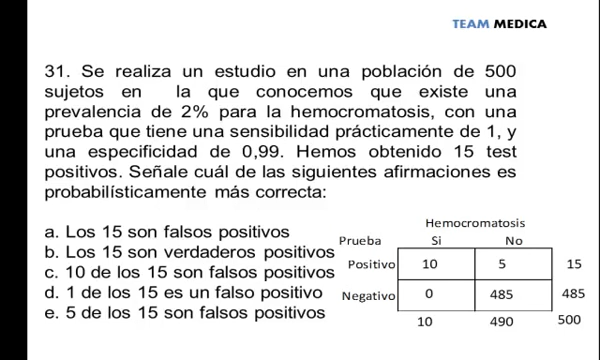 TEAM MEDICA
31. Se realiza un estudio en una población de 500
sujetos en la que conocemos que existe una
prevalencia de 2% para la hemocromatosis, con una
prueba que tiene una sensibilidad prácticamente de 1, y
una especificidad de 0,99. Hemos obtenido 15 test
positivos. Señale cuál de las siguientes afirmaciones es
probabilísticamente más correcta:
a. Los 15 son falsos positivos
b. Los 15 son verdaderos positivos
c. 10 de los 15 son falsos positivos
d. 1 de los 15 es un falso positivo
e. 5 de los 15 son falsos positivos
Hemocromatosis
Prueba Si No
Positivo 10 5 15
Negativo 0 485 485
10 490 500